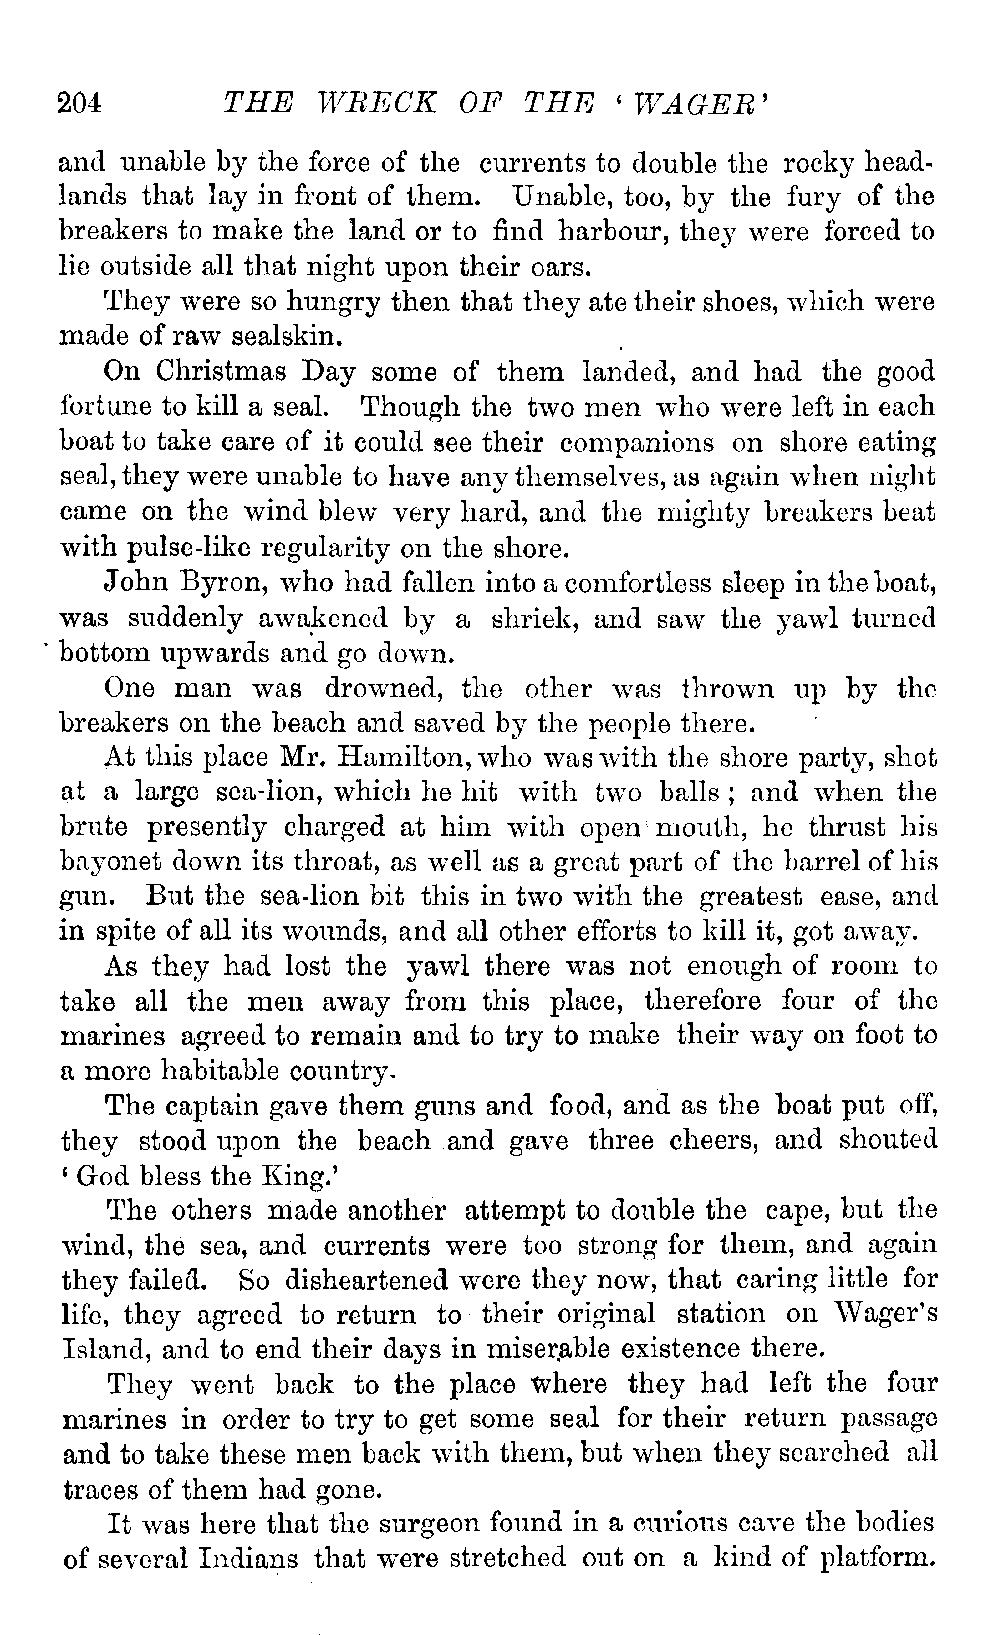 204 THE WRECK OF THE ‘ WAGER’
and unable by the force of the currents to double the rocky head-
lands that lay in front of them. Unable, too, by the fury of the
breakers to make the land or to find harbour, they were forced to
lie outside all that night upon their oars.
They were so hungry then that they ate their shoes, which were
made of raw sealskin.
On Christmas Day some of them landed, and had the good
fortune to kill a seal. Though the two men who were left in each
boat to take care of it could see their companions on shore eating
seal, they were unable to have any themselves, as again when night
came on the wind blew very hard, and the mighty breakers beat
with pulse-like regularity on the shore.
John Byron, who had fallen into a comfortless sleep in the boat,
was suddenly awakened by a shriek, and saw the yawl turned
bottom upwards and go down.
One man was drowned, the other was thrown up by the
breakers on the beach and saved by the people there.
At this place Mr. Hamilton, who was with the shore party, shot
at a large sea-lion, which he hit with two balls ; and when the
brute presently charged at him with open mouth, he thrust his
bayonet down its throat, as well as a great part of the barrel of his
gun. But the sea-lion bit this in two with the greatest ease, and
in spite of all its wounds, and all other efforts to kill it, got away.
As they had lost the yawl there was not enough of room to
take all the men away from this place, therefore four of the
marines agreed to remain and to try to make their way on foot to
a more habitable country.
The captain gave them guns and food, and as the boat put off,
they stood upon the beach and gave three cheers, and shouted
‘ God bless the King.’
The others made another attempt to double the cape, but the
wind, the sea, and currents were too strong for them, and again
they failed. So disheartened were they now, that caring little for
life, they agreed to return to their original station on Wager’s
Island, and to end their days in miserable existence there.
They went back to the place where they had left the four
marines in order to try to get some seal for their return passage
and to take these men back with them, but when they searched all
traces of them had gone.
It was here that the surgeon found in a curious cave the bodies
of several Indians that were stretched out on a kind of platform.